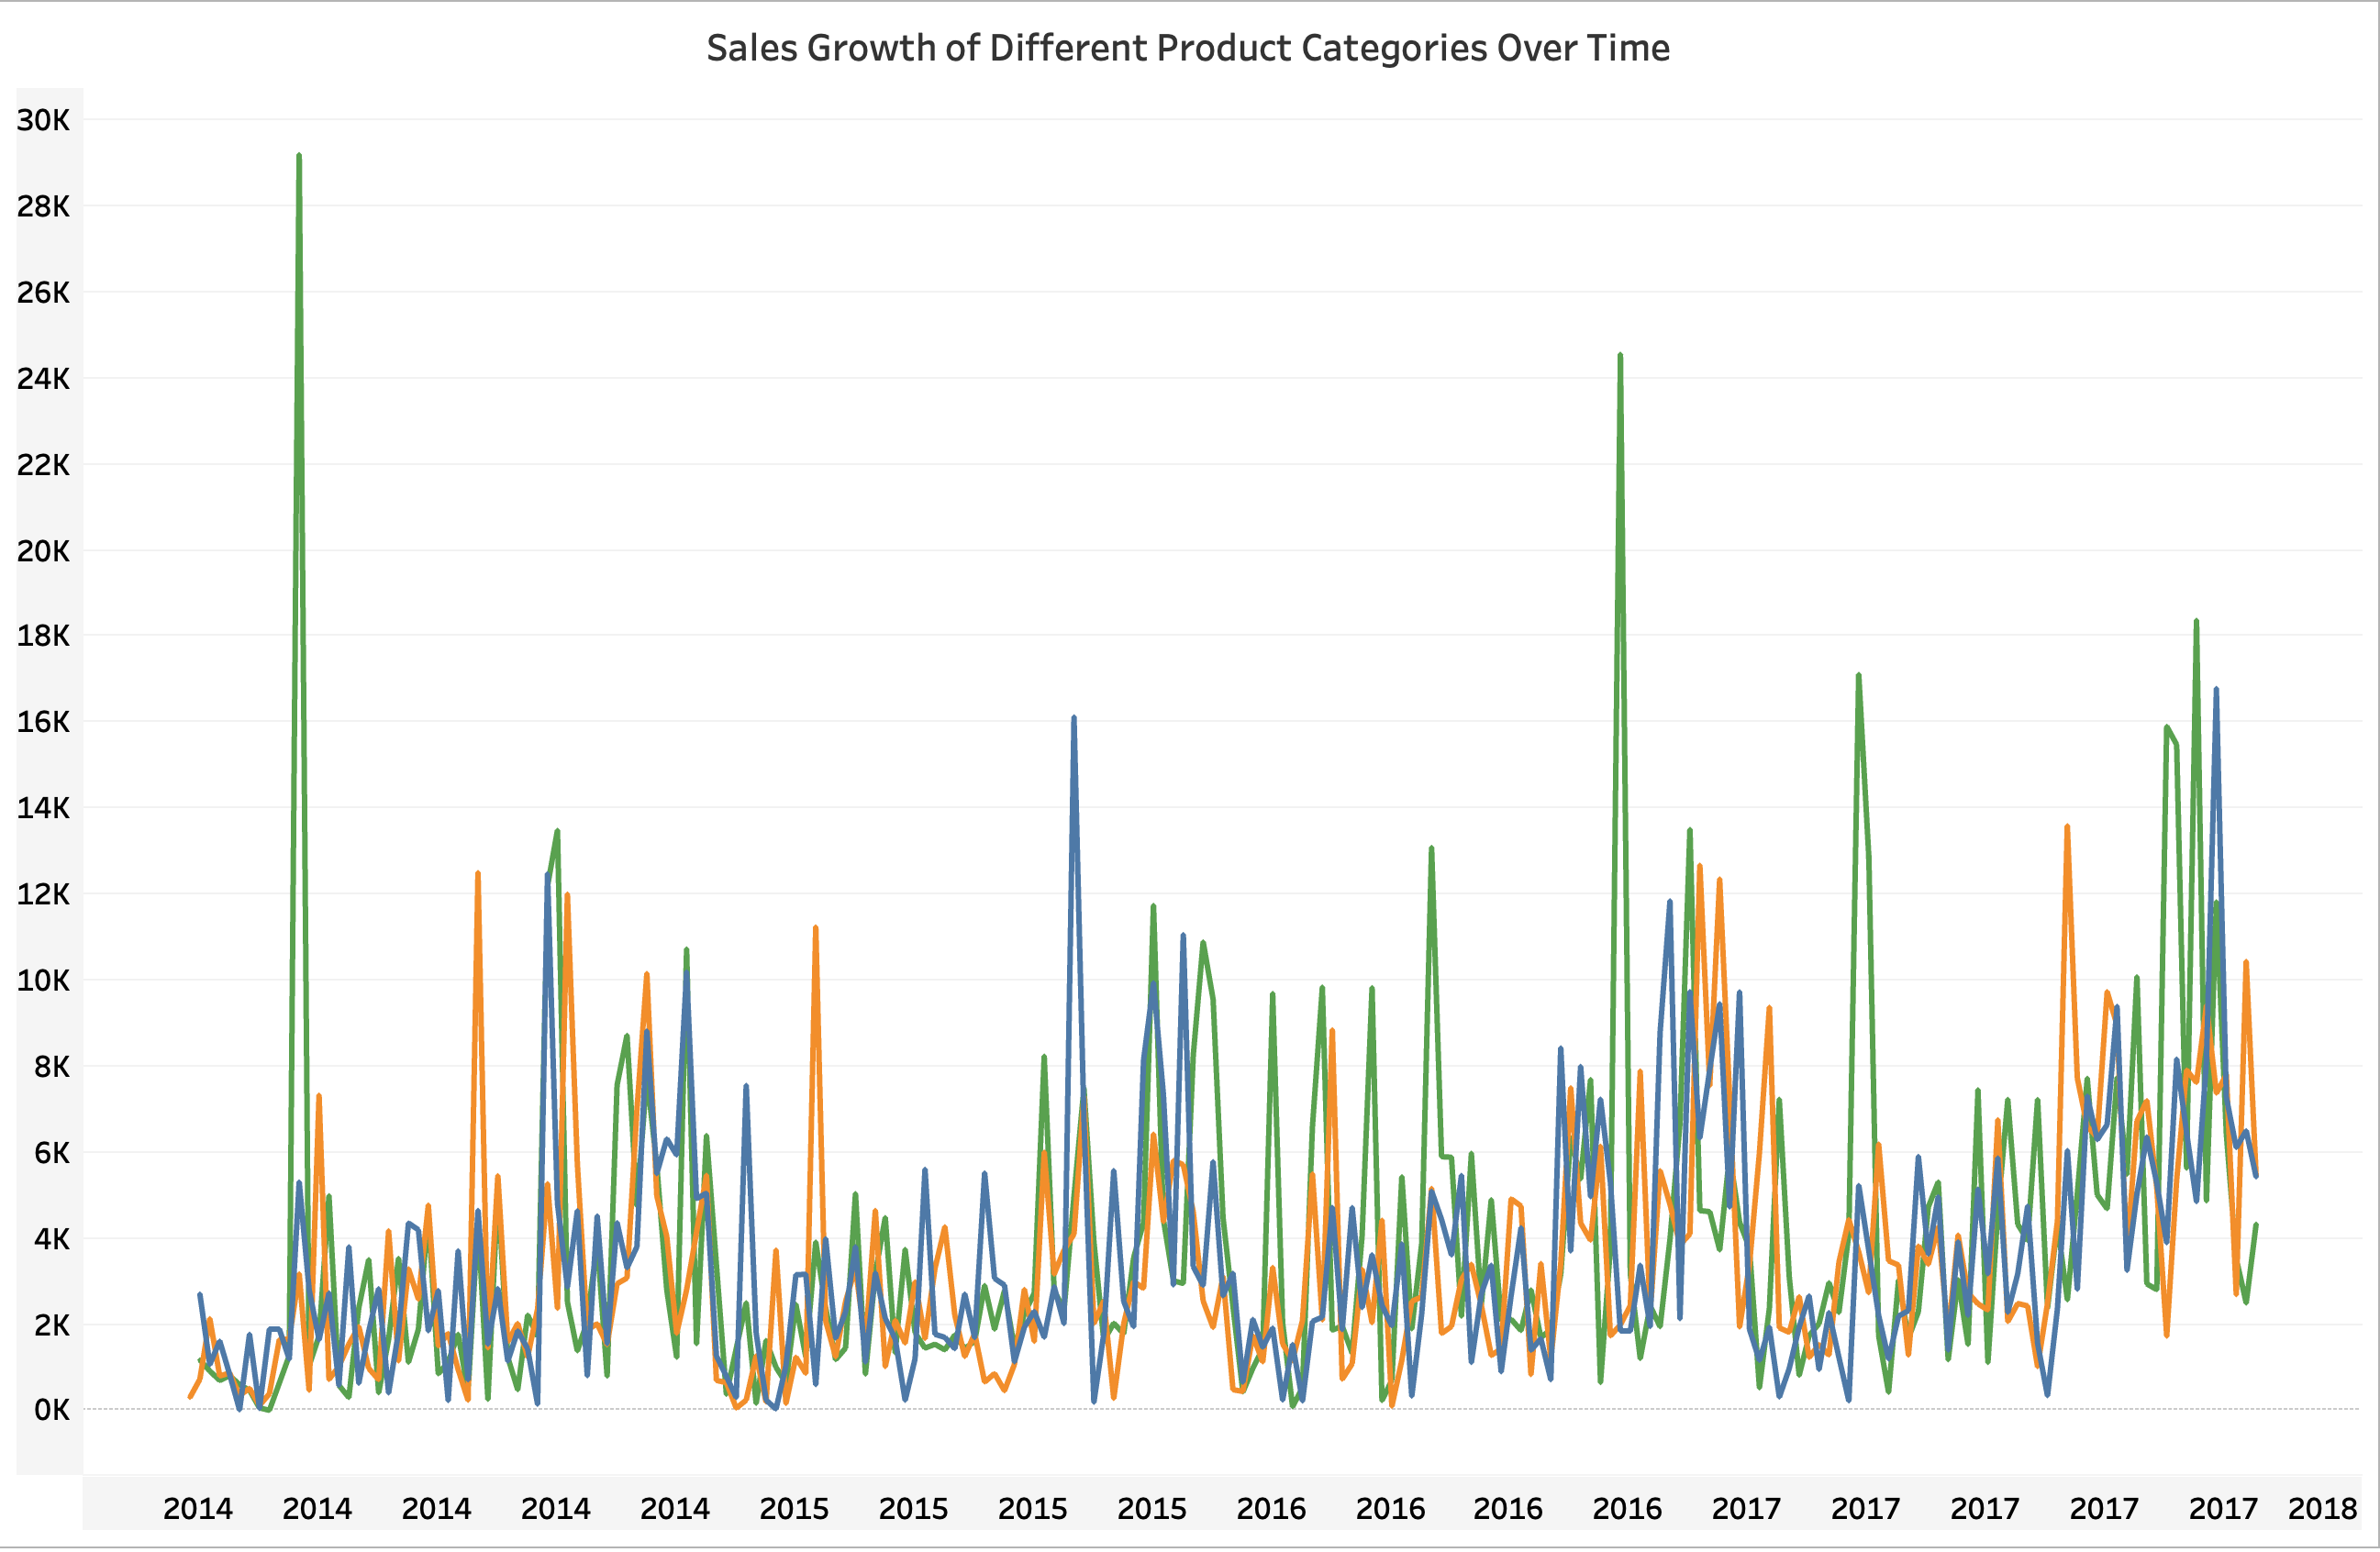 Sales Growth of Different Product Categories Over Time
30K
28K
26K
24K
22K
20K
18K
16K
14K
12K
10K
8K
6K
4K
2K
0K
2014 2014 2014 2014 2014 2015 2015 2015 2015 2016 2016 2016 2016 2017 2017 2017 2017 2017 2018